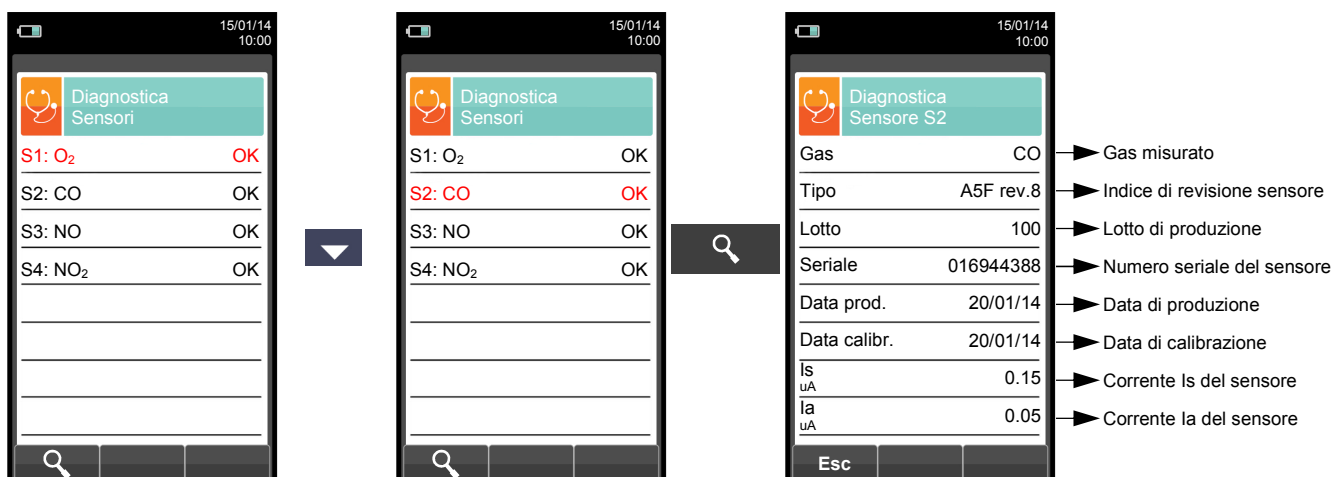 15/01/14
10:00
Diagnostica
Sensori
S1: O₂ OK
S2: CO OK
S3: NO OK
S4: NO₂ OK
15/01/14
10:00
Diagnostica
Sensori
S1: O₂ OK
S2: CO OK
S3: NO OK
S4: NO₂ OK
15/01/14
10:00
Diagnostica
Sensore S2
Gas CO Gas misurato
Tipo A5F rev.8 Indice di revisione sensore
Lotto 100 Lotto di produzione
Seriale 016944388 Numero seriale del sensore
Data prod. 20/01/14 Data di produzione
Data calibr. 20/01/14 Data di calibrazione
Is
uA 0.15 Corrente Is del sensore
Ia
uA 0.05 Corrente Ia del sensore
Esc